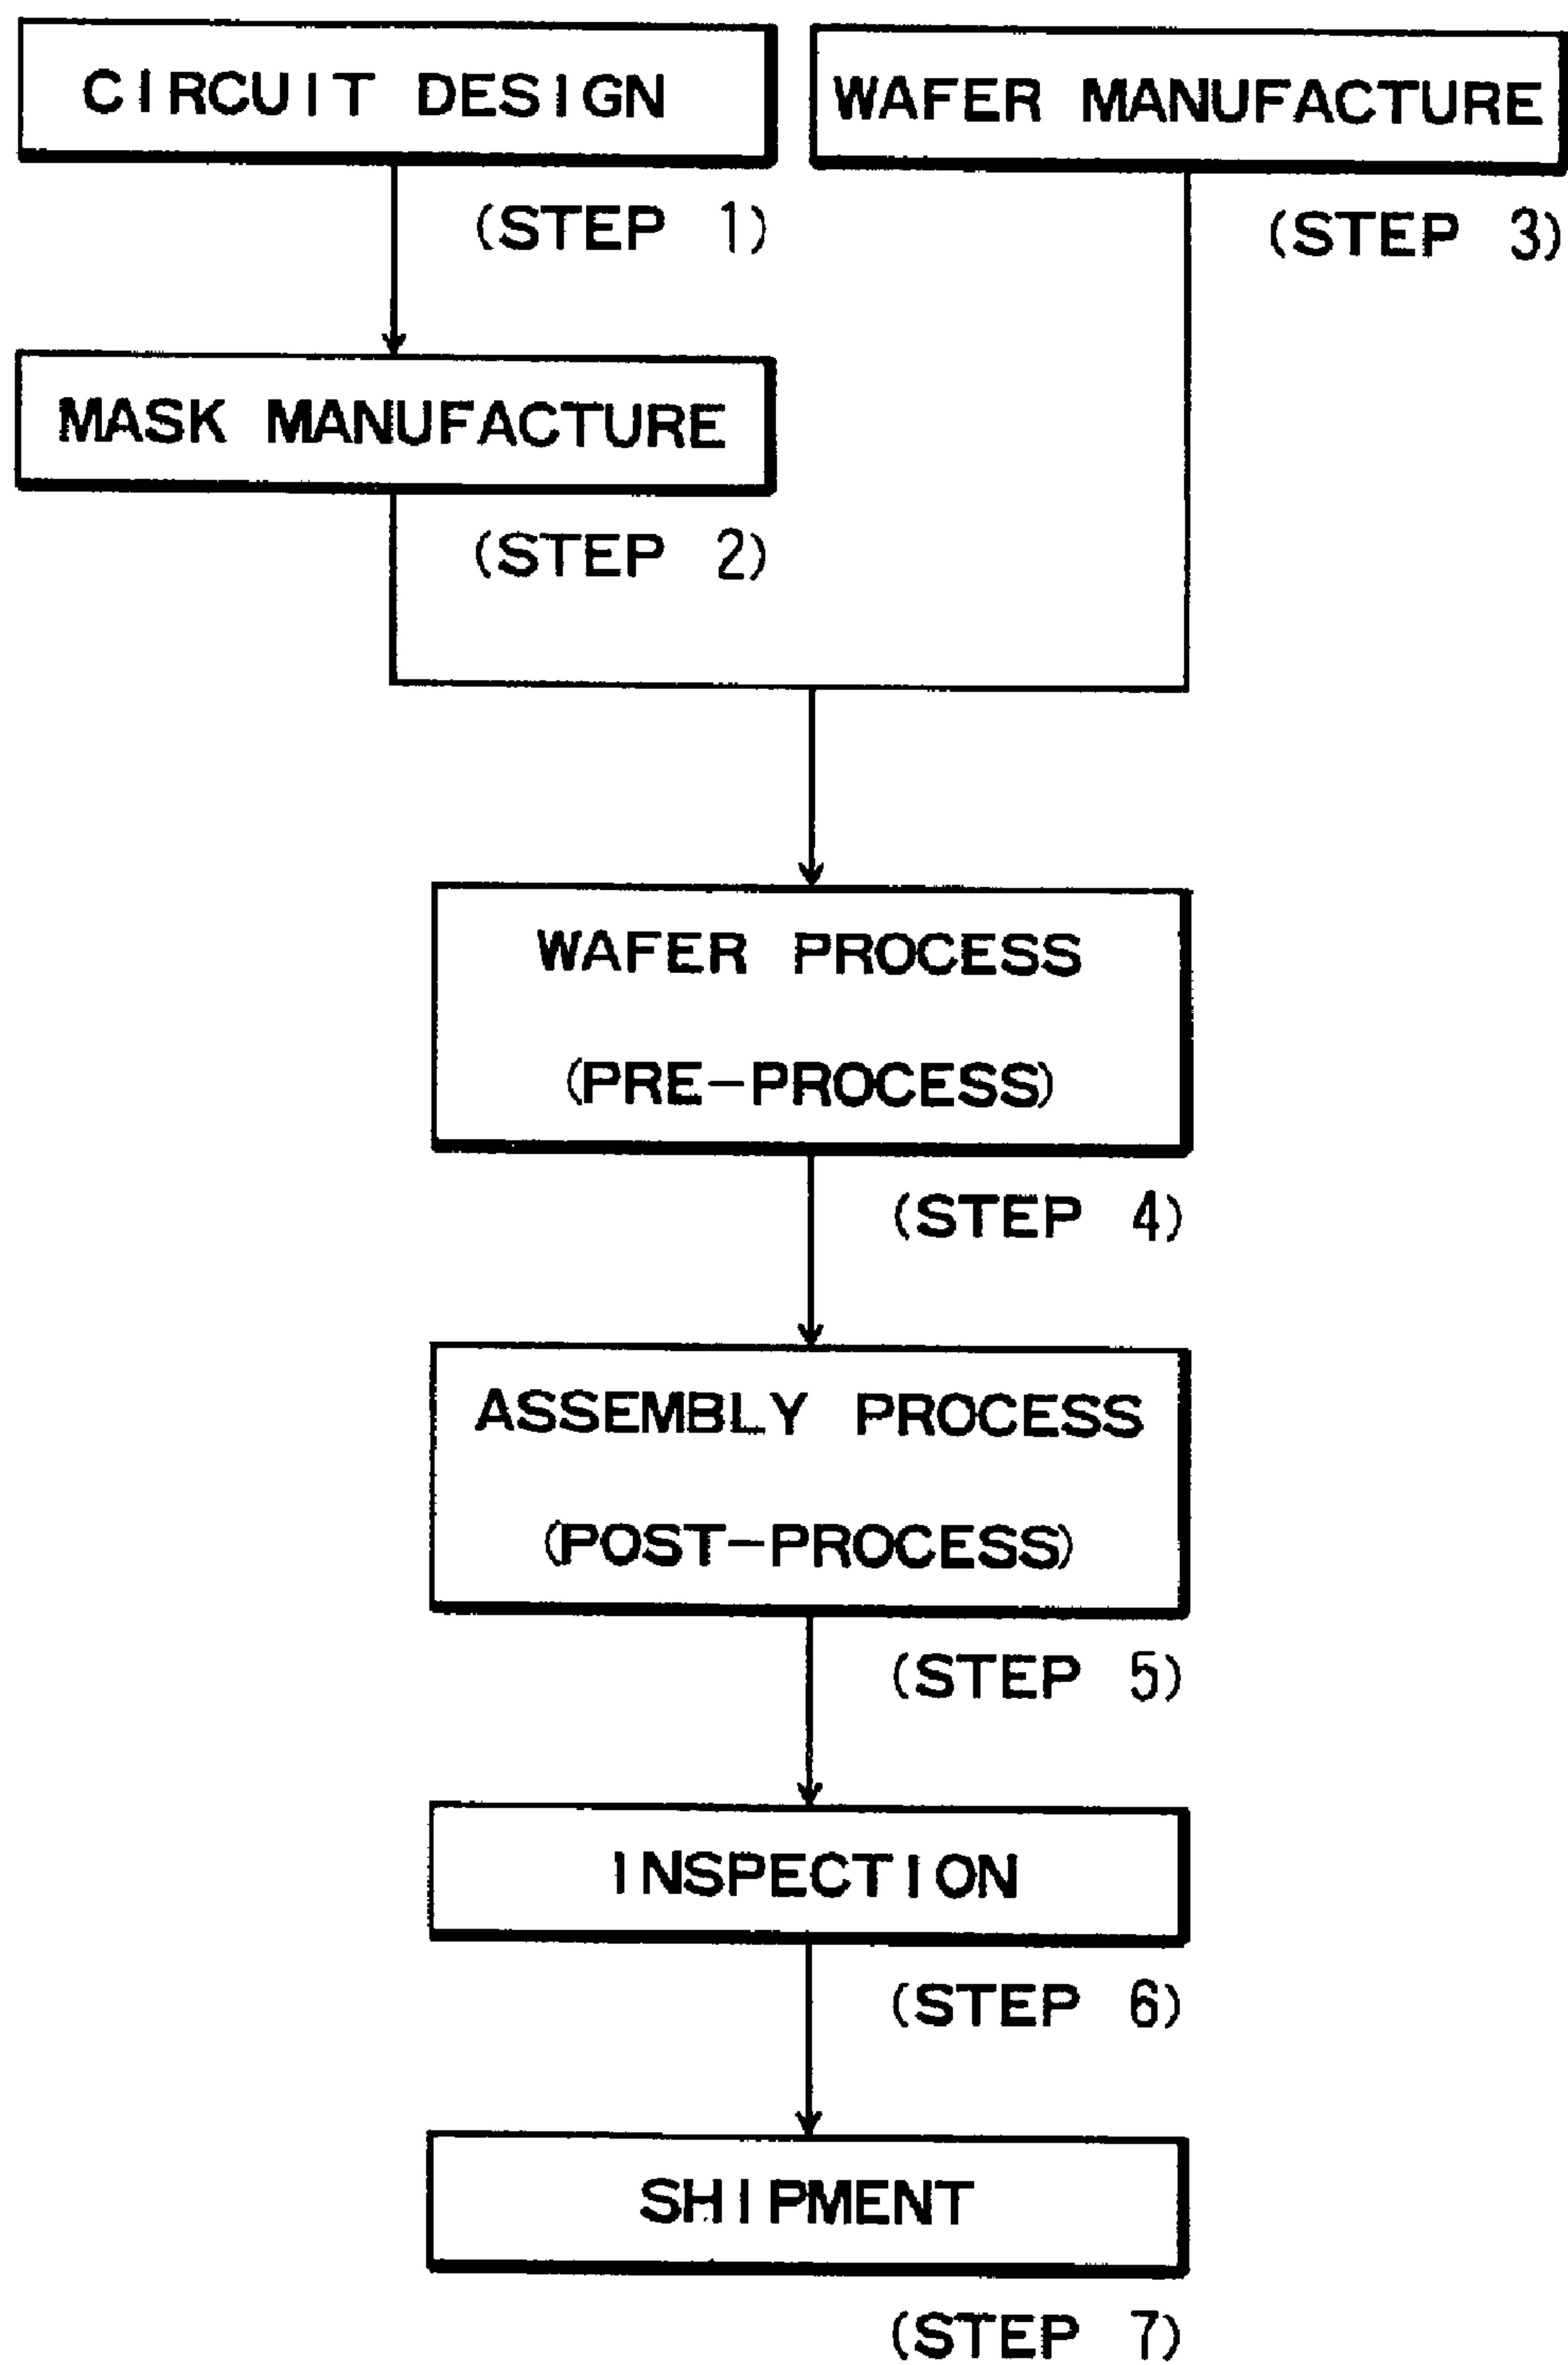 CIRCUIT DESIGN
WAFER MANUFACTURE
(STEP 1)
(STEP 3)
MASK MANUFACTURE
(STEP 2)
WAFER PROCESS
(PRE-PROCESS)
(STEP 4)
ASSEMBLY PROCESS
(POST-PROCESS)
(STEP 5)
INSPECTION
(STEP 6)
SHIPMENT
(STEP 7)